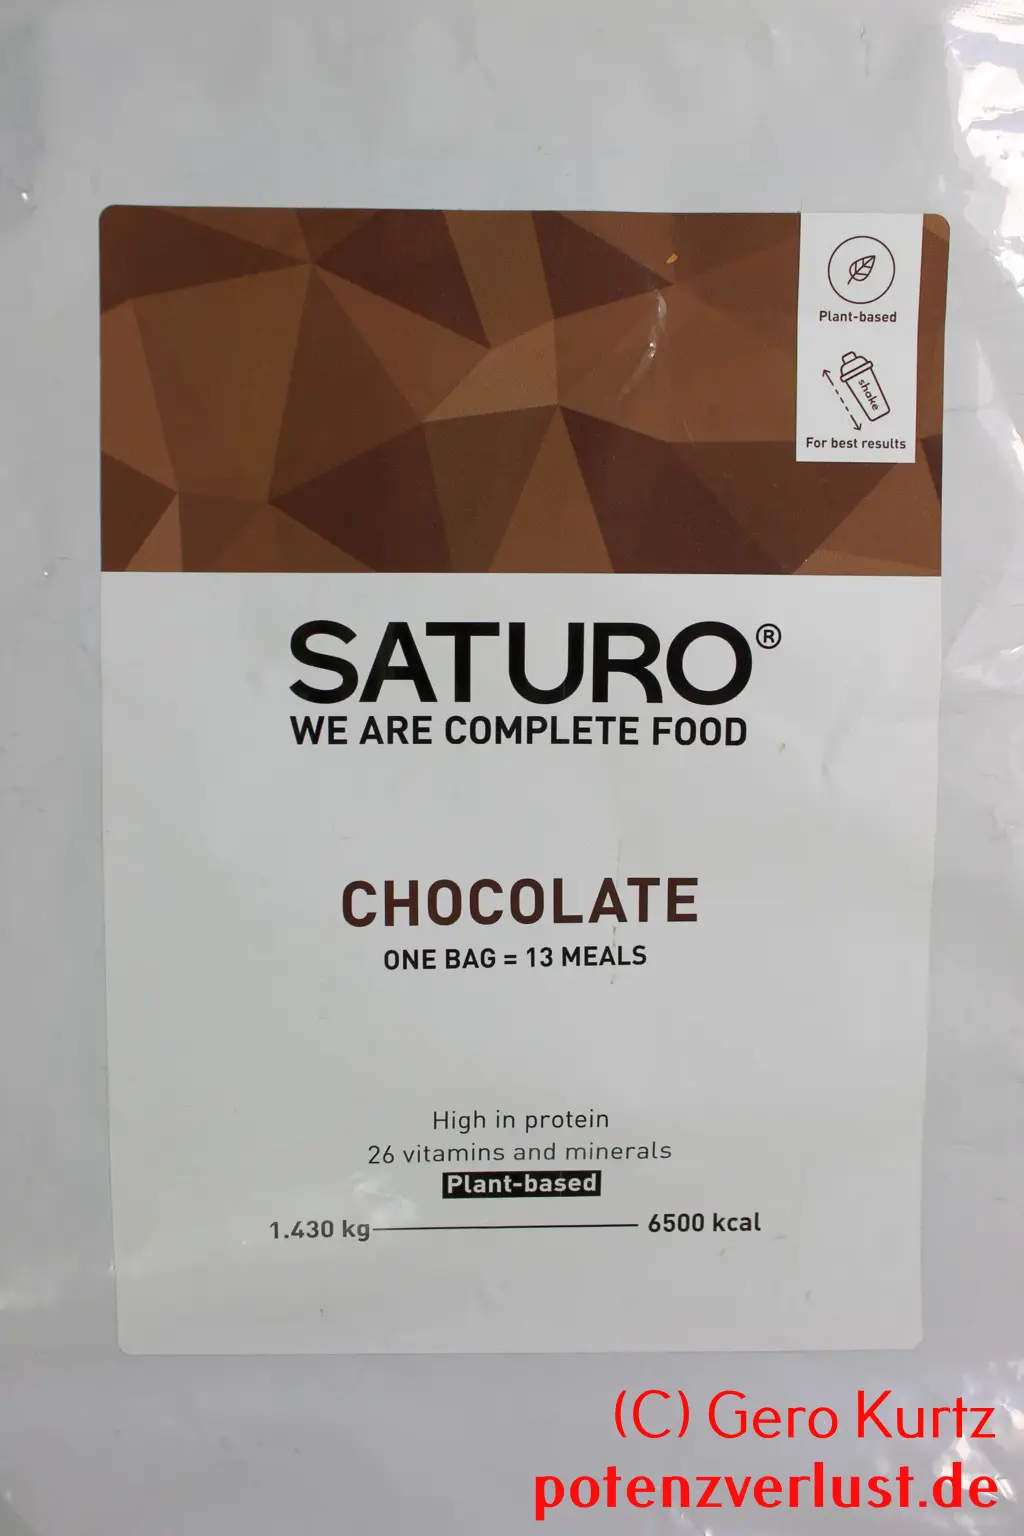 Plant-based
shake
For best results
SATURO®
WE ARE COMPLETE FOOD
CHOCOLATE
ONE BAG = 13 MEALS
High in protein
26 vitamins and minerals
Plant-based
1.430 kg 6500 kcal
(C) Gero Kurtz
potenzverlust.de